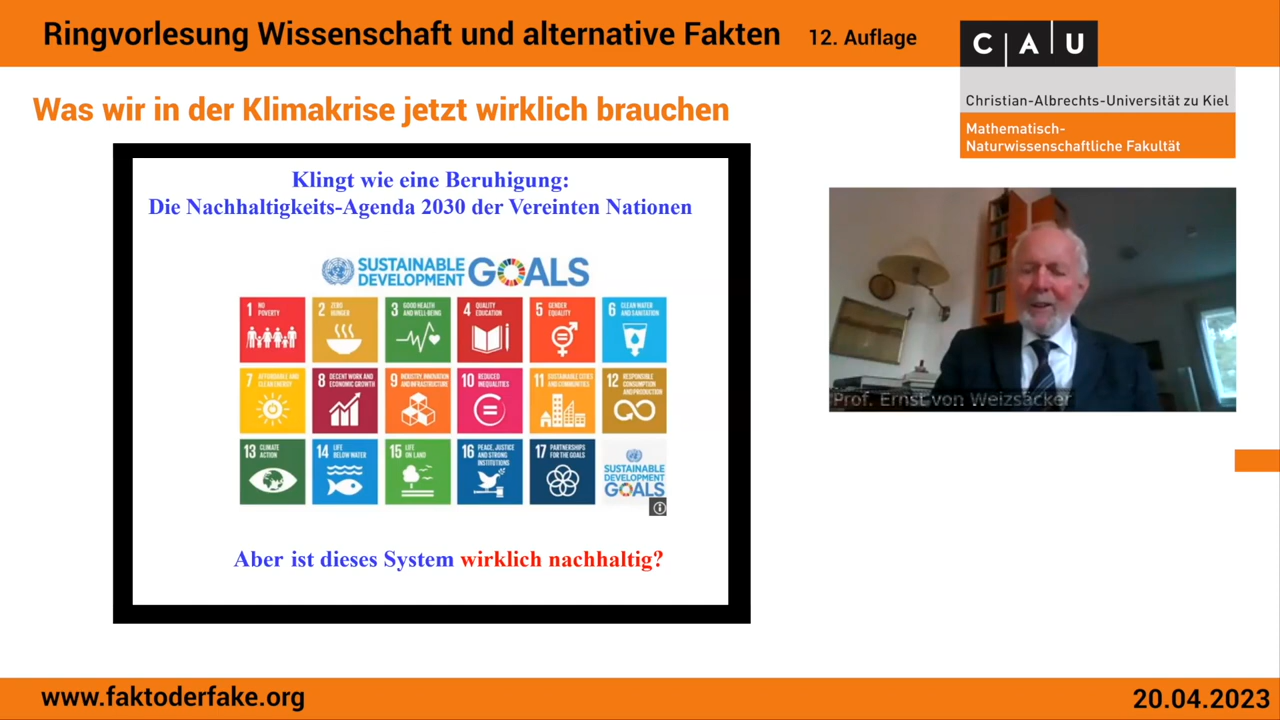 Ringvorlesung Wissenschaft und alternative Fakten 12. Auflage
C A U
Christian-Albrechts-Universität zu Kiel
Mathematisch-
Naturwissenschaftliche Fakultät
Was wir in der Klimakrise jetzt wirklich brauchen
Klingt wie eine Beruhigung:
Die Nachhaltigkeits-Agenda 2030 der Vereinten Nationen
SUSTAINABLE
DEVELOPMENT
GOALS
1 NO
POVERTY
2 ZERO
HUNGER
3 GOOD HEALTH
AND WELL-BEING
4 QUALITY
EDUCATION
5 GENDER
EQUALITY
6 CLEAN WATER
AND SANITATION
7 AFFORDABLE AND
CLEAN ENERGY
8 DECENT WORK AND
ECONOMIC GROWTH
9 INDUSTRY, INNOVATION
AND INFRASTRUCTURE
10 REDUCED
INEQUALITIES
11 SUSTAINABLE CITIES
AND COMMUNITIES
12 RESPONSIBLE
CONSUMPTION
AND PRODUCTION
13 CLIMATE
ACTION
14 LIFE
BELOW WATER
15 LIFE
ON LAND
16 PEACE, JUSTICE
AND STRONG
INSTITUTIONS
17 PARTNERSHIPS
FOR THE GOALS
SUSTAINABLE
DEVELOPMENT
GOALS
Aber ist dieses System wirklich nachhaltig?
Prof. Ernst von Weizsäcker
www.faktoderfake.org
20.04.2023